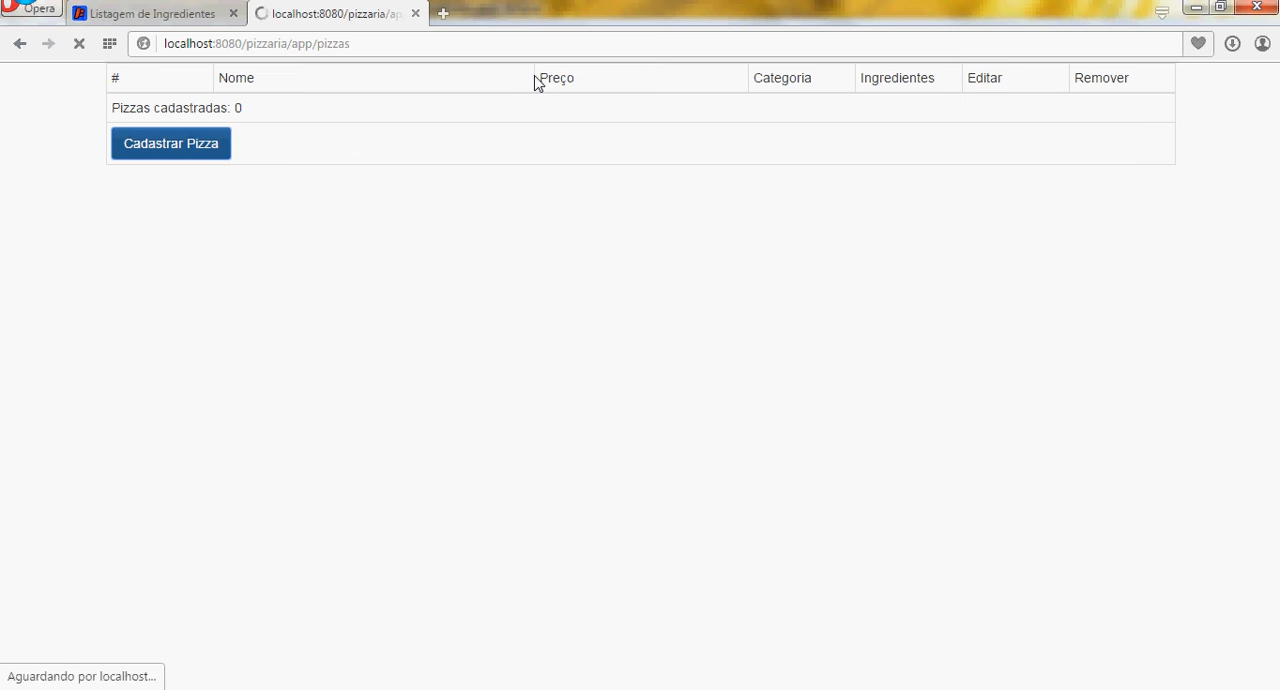 Opera
Listagem de Ingredientes
localhost:8080/pizzaria/ap
localhost:8080/pizzaria/app/pizzas
# Nome Preço Categoria Ingredientes Editar Remover
Pizzas cadastradas: 0
Cadastrar Pizza
Aguardando por localhost...